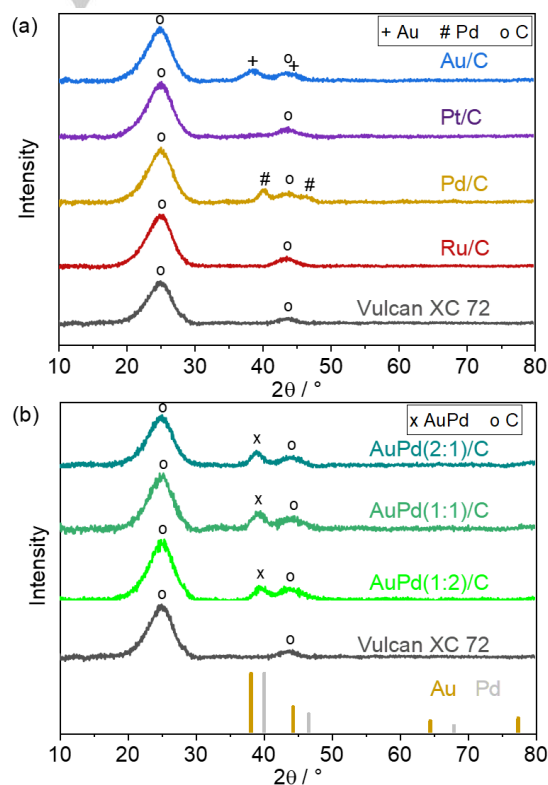 (a)
+ Au # Pd o C
o
+ o +
Au/C
o
o
Pt/C
o
# o #
Pd/C
o
o
Ru/C
o
o
Vulcan XC 72
Intensity
10 20 30 40 50 60 70 80
2θ / °
(b)
x AuPd o C
o
x o
AuPd(2:1)/C
o
x o
AuPd(1:1)/C
o
x o
AuPd(1:2)/C
o
o
Vulcan XC 72
Au Pd
Intensity
10 20 30 40 50 60 70 80
2θ / °